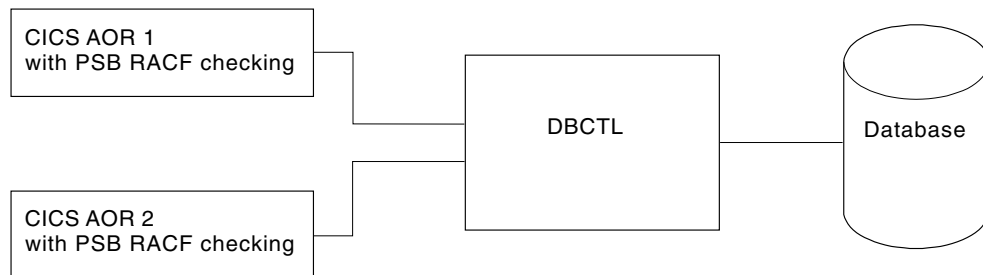 CICS AOR 1
with PSB RACF checking
DBCTL
Database
CICS AOR 2
with PSB RACF checking